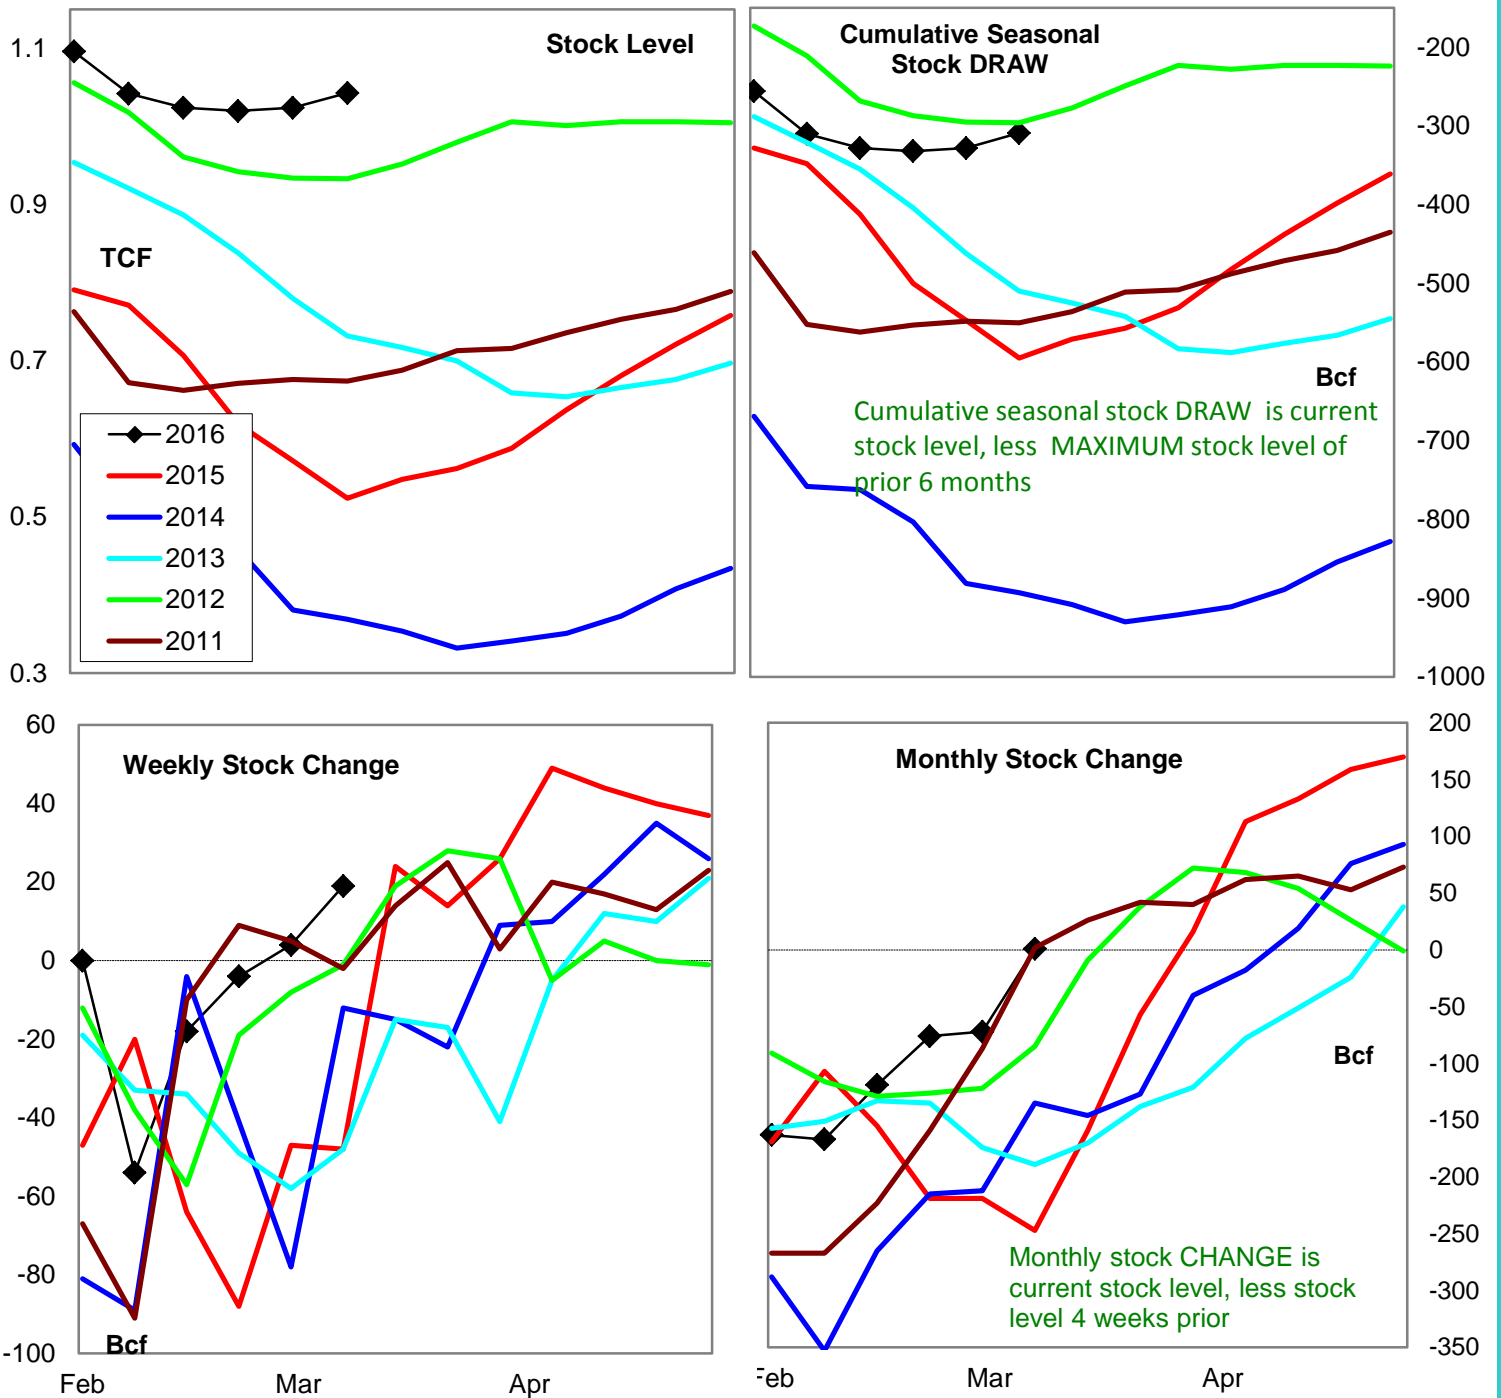 Stock Level
1.1
0.9
0.7
0.5
0.3
TCF
2016
2015
2014
2013
2012
2011
Cumulative Seasonal
Stock DRAW
-200
-300
-400
-500
-600
-700
-800
-900
-1000
Bcf
Cumulative seasonal stock DRAW is current
stock level, less MAXIMUM stock level of
prior 6 months
Weekly Stock Change
60
40
20
0
-20
-40
-60
-80
-100
Bcf
Feb Mar Apr
Monthly Stock Change
200
150
100
50
0
-50
-100
-150
-200
-250
-300
-350
Bcf
Monthly stock CHANGE is
current stock level, less stock
level 4 weeks prior
Feb Mar Apr